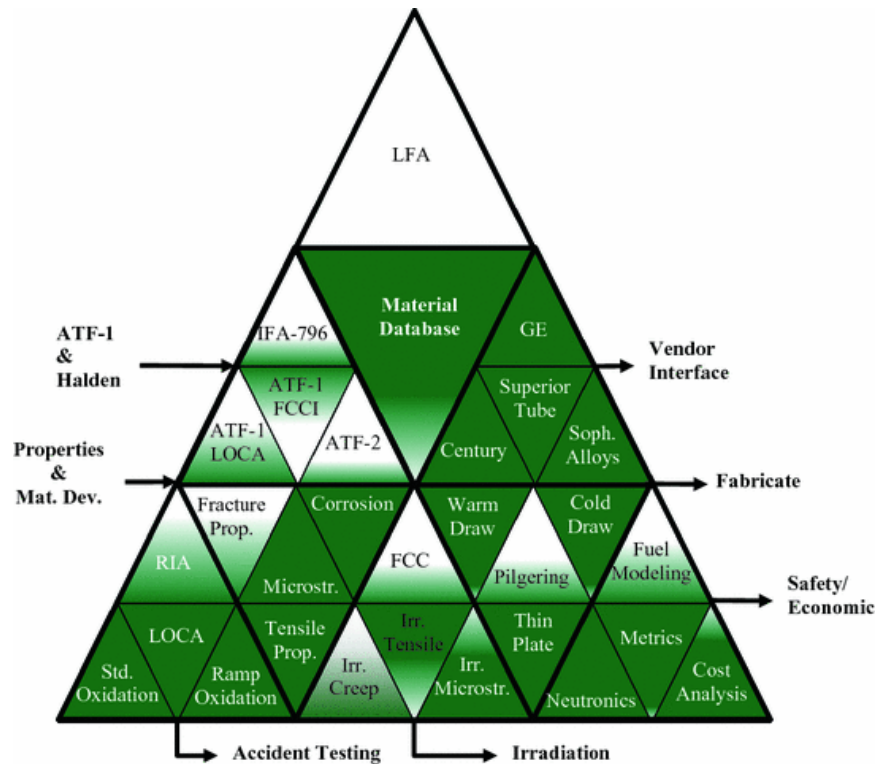 LFA
Material
Database
IFA-796
GE
ATF-1
&
Halden
Vendor
Interface
ATF-1
FCCI
Superior
Tube
ATF-1
LOCA
ATF-2
Century
Soph.
Alloys
Properties
&
Mat. Dev.
Fabricate
Fracture
Prop.
Corrosion
Warm
Draw
Cold
Draw
RIA
Microstr.
FCC
Pilgering
Fuel
Modeling
Safety/
Economic
LOCA
Tensile
Prop.
Irr.
Tensile
Thin
Plate
Metrics
Std.
Oxidation
Ramp
Oxidation
Irr.
Creep
Irr.
Microstr.
Neutronics
Cost
Analysis
Accident Testing
Irradiation